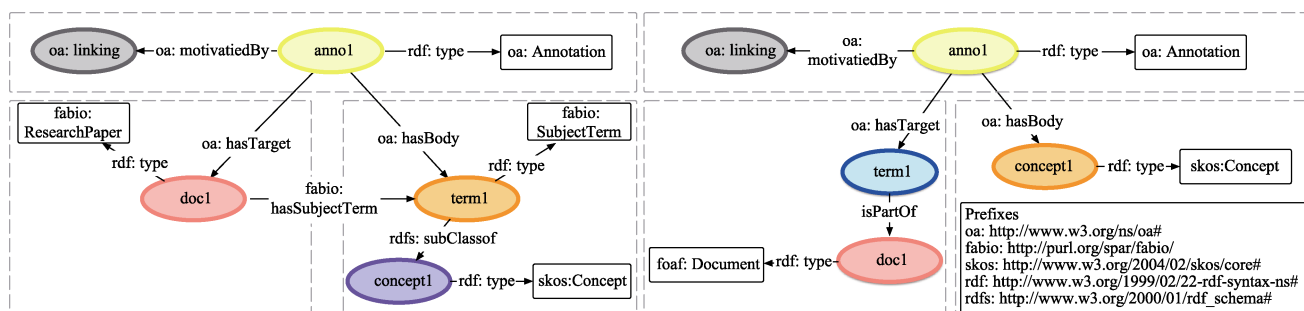 oa: linking
oa: motivatiedBy
anno1
rdf: type
oa: Annotation
fabio:
ResearchPaper
rdf: type
oa: hasTarget
oa: hasBody
fabio:
SubjectTerm
rdf: type
doc1
fabio:
hasSubjectTerm
term1
rdfs: subClassof
concept1
rdf: type
skos:Concept
oa: linking
oa:
motivatiedBy
anno1
rdf: type
oa: Annotation
oa: hasTarget
oa: hasBody
term1
concept1
rdf: type
skos:Concept
isPartOf
foaf: Document
rdf: type
doc1
Prefixes
oa: http://www.w3.org/ns/oa#
fabio: http://purl.org/spar/fabio/
skos: http://www.w3.org/2004/02/skos/core#
rdf: http://www.w3.org/1999/02/22-rdf-syntax-ns#
rdfs: http://www.w3.org/2000/01/rdf_schema#